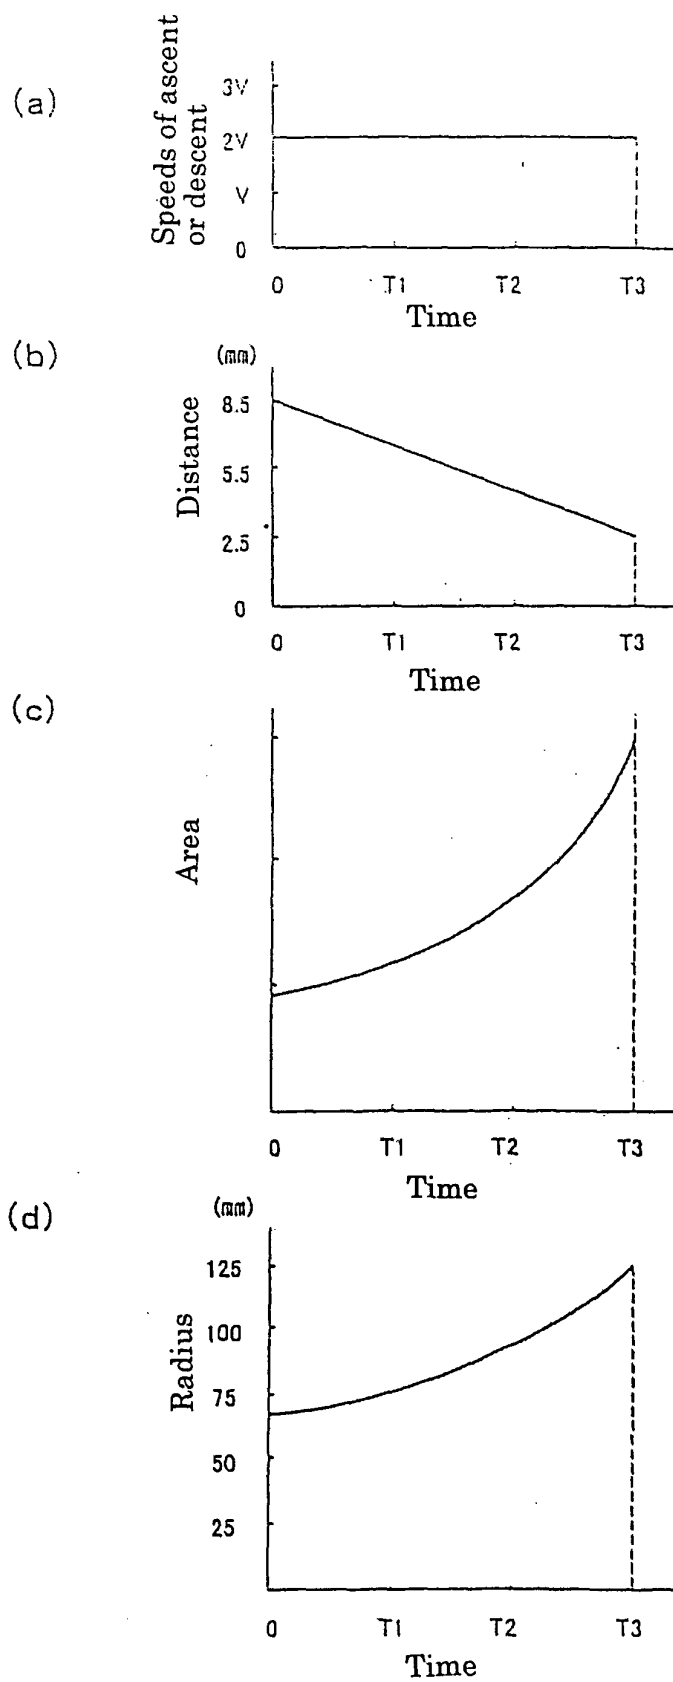 (a)
Speeds of ascent
or descent
3V
2V
V
0
0 T1 T2 T3
Time
(b)
(mm)
Distance
8.5
5.5
2.5
0
0 T1 T2 T3
Time
(c)
Area
0 T1 T2 T3
Time
(d)
(mm)
Radius
125
100
75
50
25
0 T1 T2 T3
Time